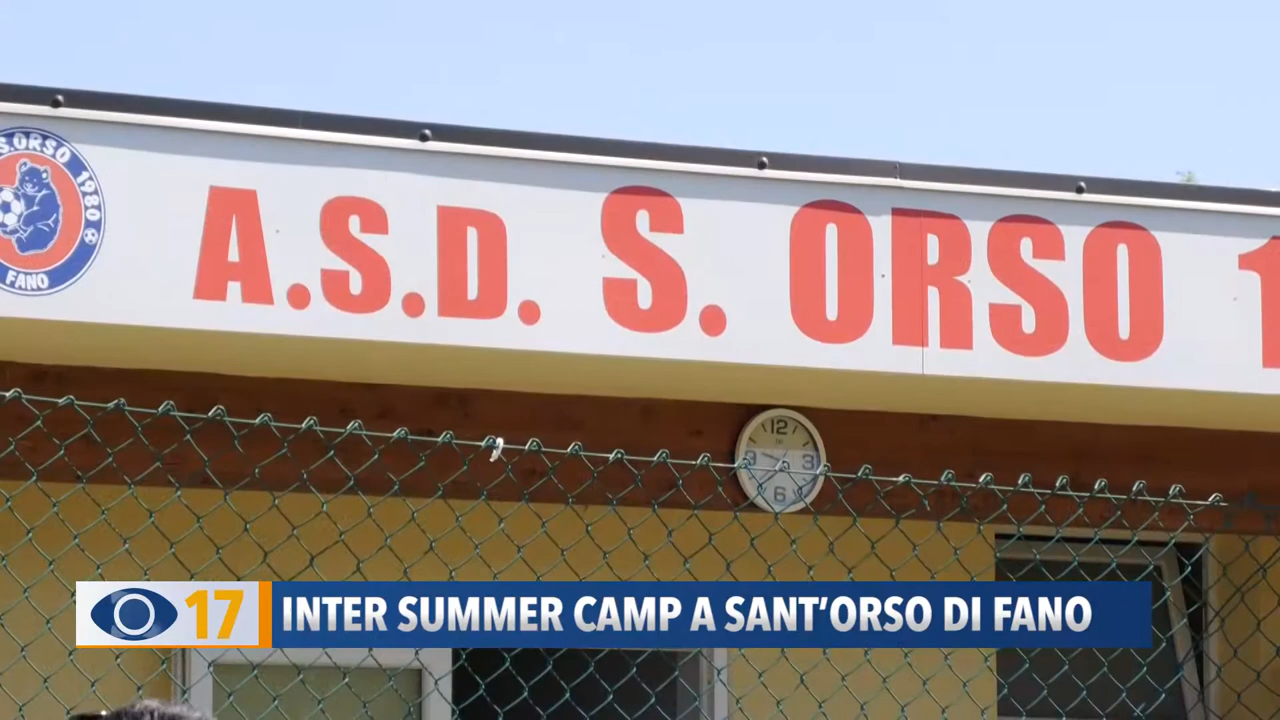 S.ORSO 1980
FANO
A.S.D. S. ORSO 1
12
9 3
6
17 INTER SUMMER CAMP A SANT'ORSO DI FANO